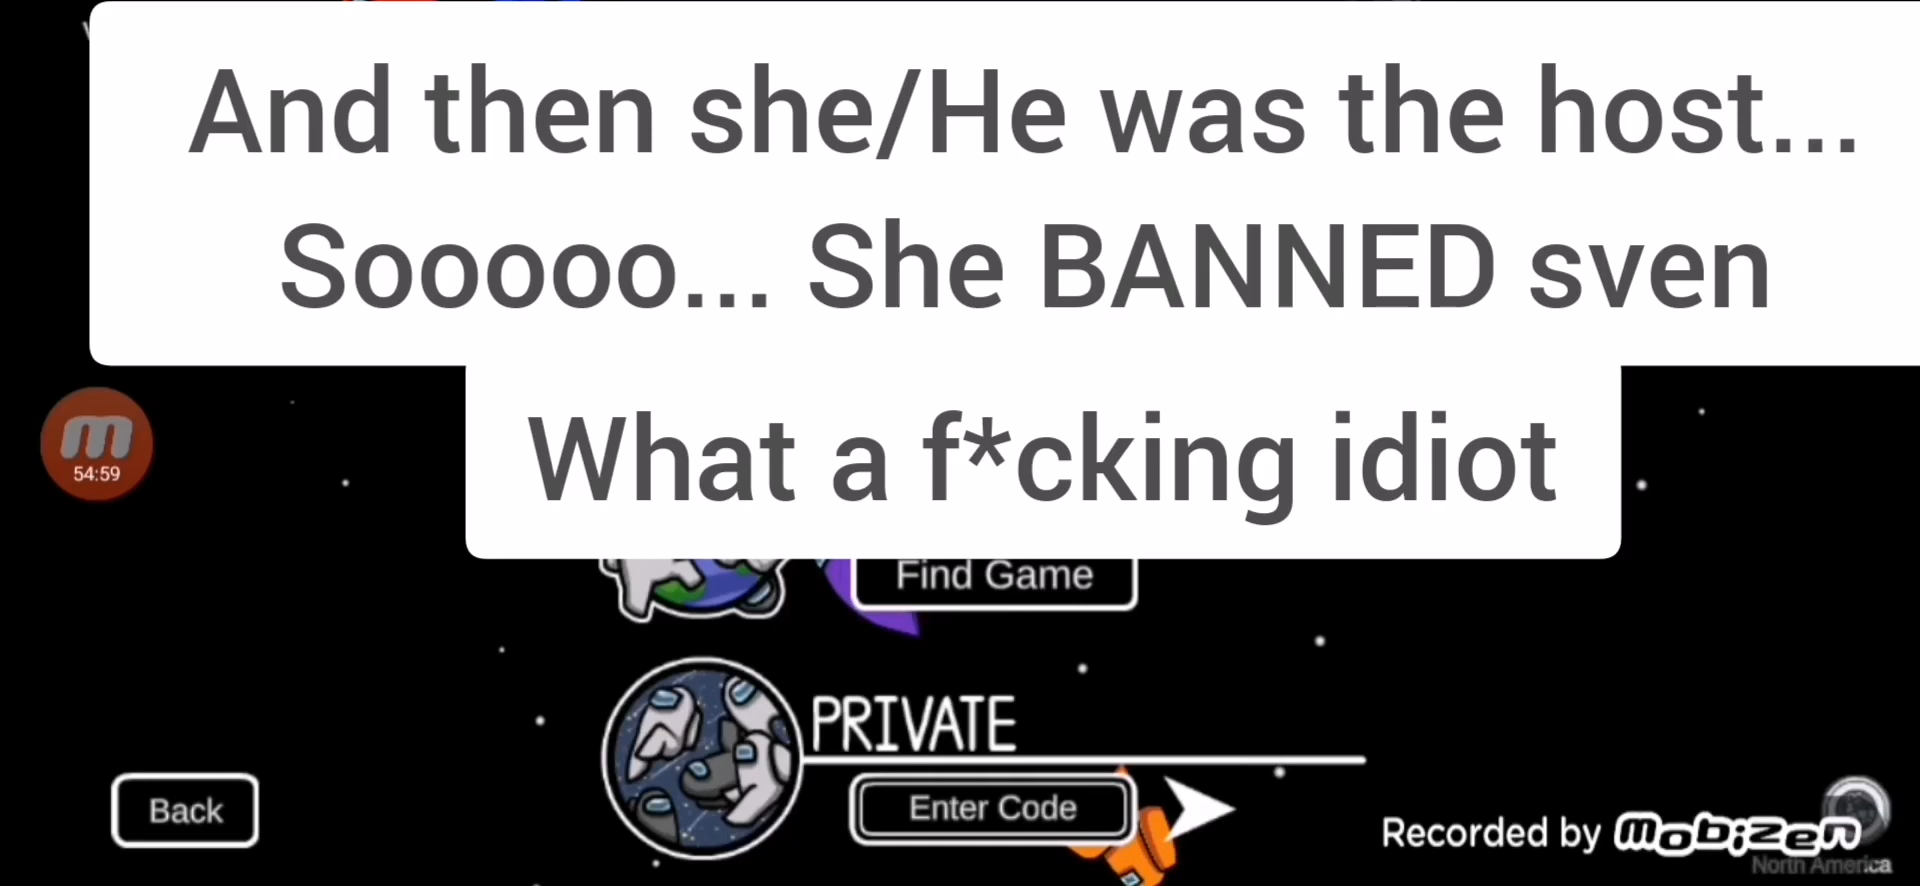 And then she/He was the host...
Sooooo... She BANNED sven
What a f*cking idiot
54:59
Find Game
PRIVATE
Enter Code
Back
Recorded by mobizen
North America